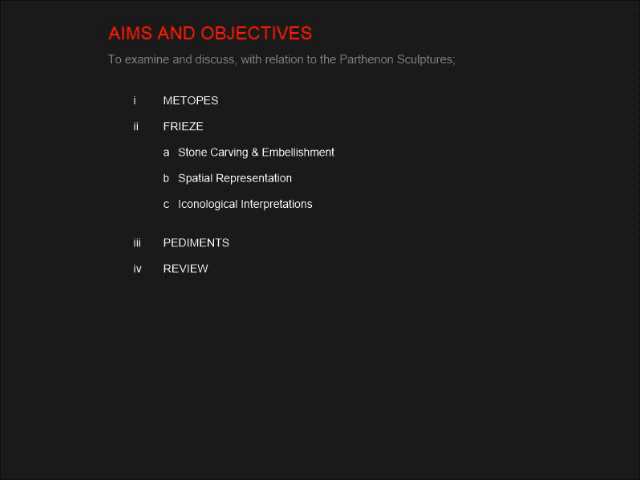 AIMS AND OBJECTIVES
To examine and discuss, with relation to the Parthenon Sculptures;
i METOPES
ii FRIEZE
a Stone Carving & Embellishment
b Spatial Representation
c Iconological Interpretations
iii PEDIMENTS
iv REVIEW